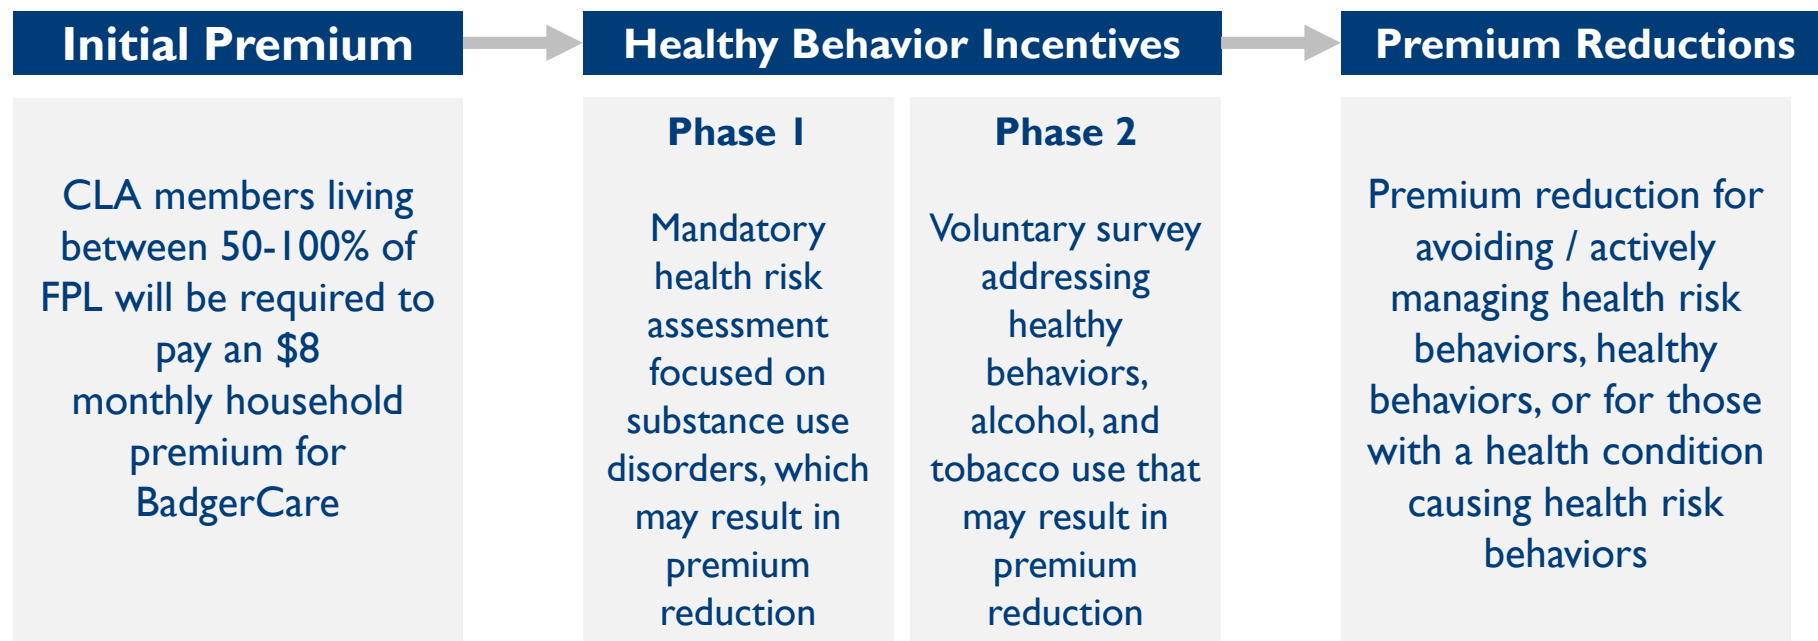 Initial Premium
Healthy Behavior Incentives
Premium Reductions
CLA members living
between 50-100% of
FPL will be required to
pay an $8
monthly household
premium for
BadgerCare
Phase 1
Mandatory
health risk
assessment
focused on
substance use
disorders, which
may result in
premium
reduction
Phase 2
Voluntary survey
addressing
healthy
behaviors,
alcohol, and
tobacco use that
may result in
premium
reduction
Premium reduction for
avoiding / actively
managing health risk
behaviors, healthy
behaviors, or for those
with a health condition
causing health risk
behaviors